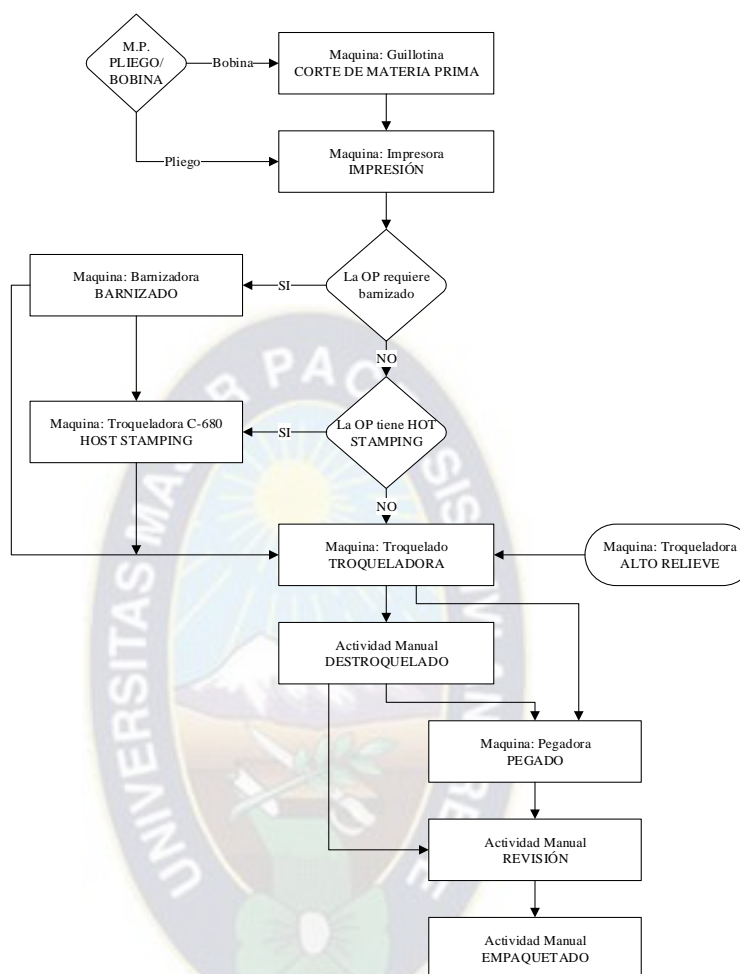 M.P.
PLIEGO/
BOBINA
Bobina
Maquina: Guillotina
CORTE DE MATERIA PRIMA
Pliego
Maquina: Impresora
IMPRESIÓN
Maquina: Barnizadora
BARNIZADO
SI
La OP requiere
barnizado
NO
Maquina: Troqueladora C-680
HOST STAMPING
SI
La OP tiene HOT
STAMPING
NO
Maquina: Troquelado
TROQUELADORA
Maquina: Troqueladora
ALTO RELIEVE
Actividad Manual
DESTROQUELADO
Maquina: Pegadora
PEGADO
Actividad Manual
REVISIÓN
Actividad Manual
EMPAQUETADO
UNIVERSITAS